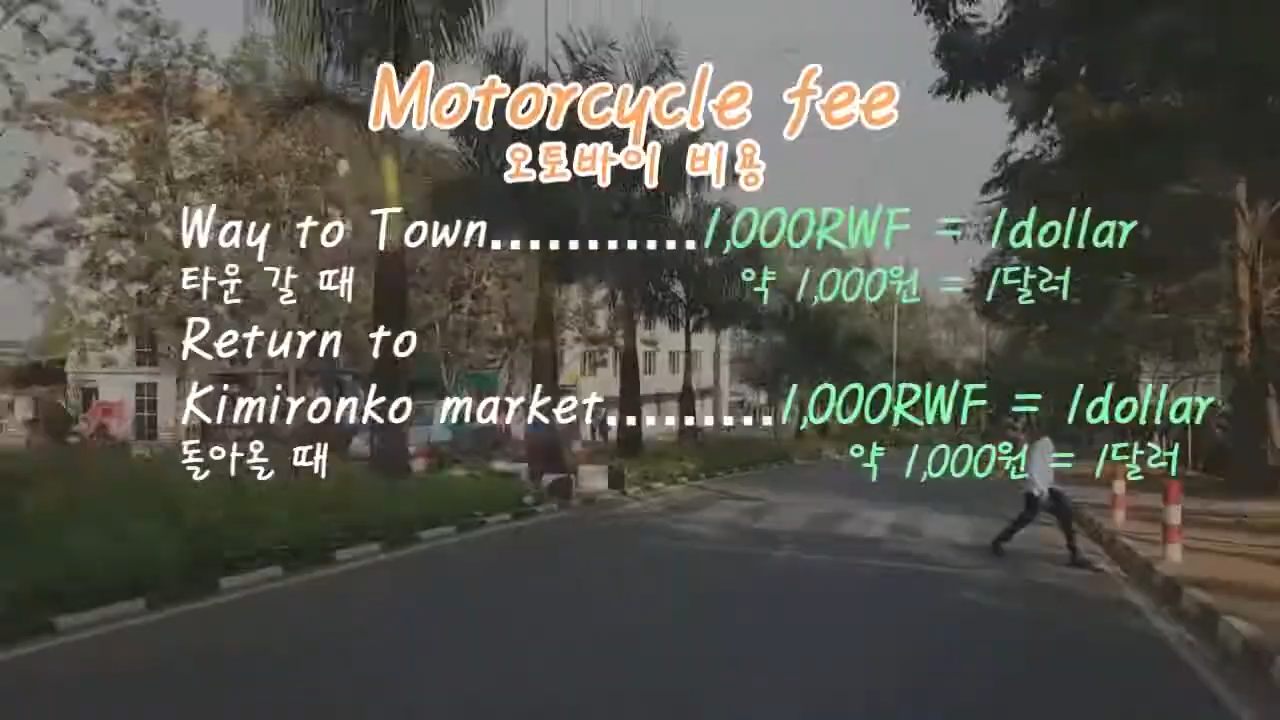 Motorcycle fee
오토바이 비용
Way to Town...........1,000RWF = 1dollar
타운 갈 때 약 1,000원 = 1달러
Return to
Kimironko market.........1,000RWF = 1dollar
돌아올 때 약 1,000원 = 1달러